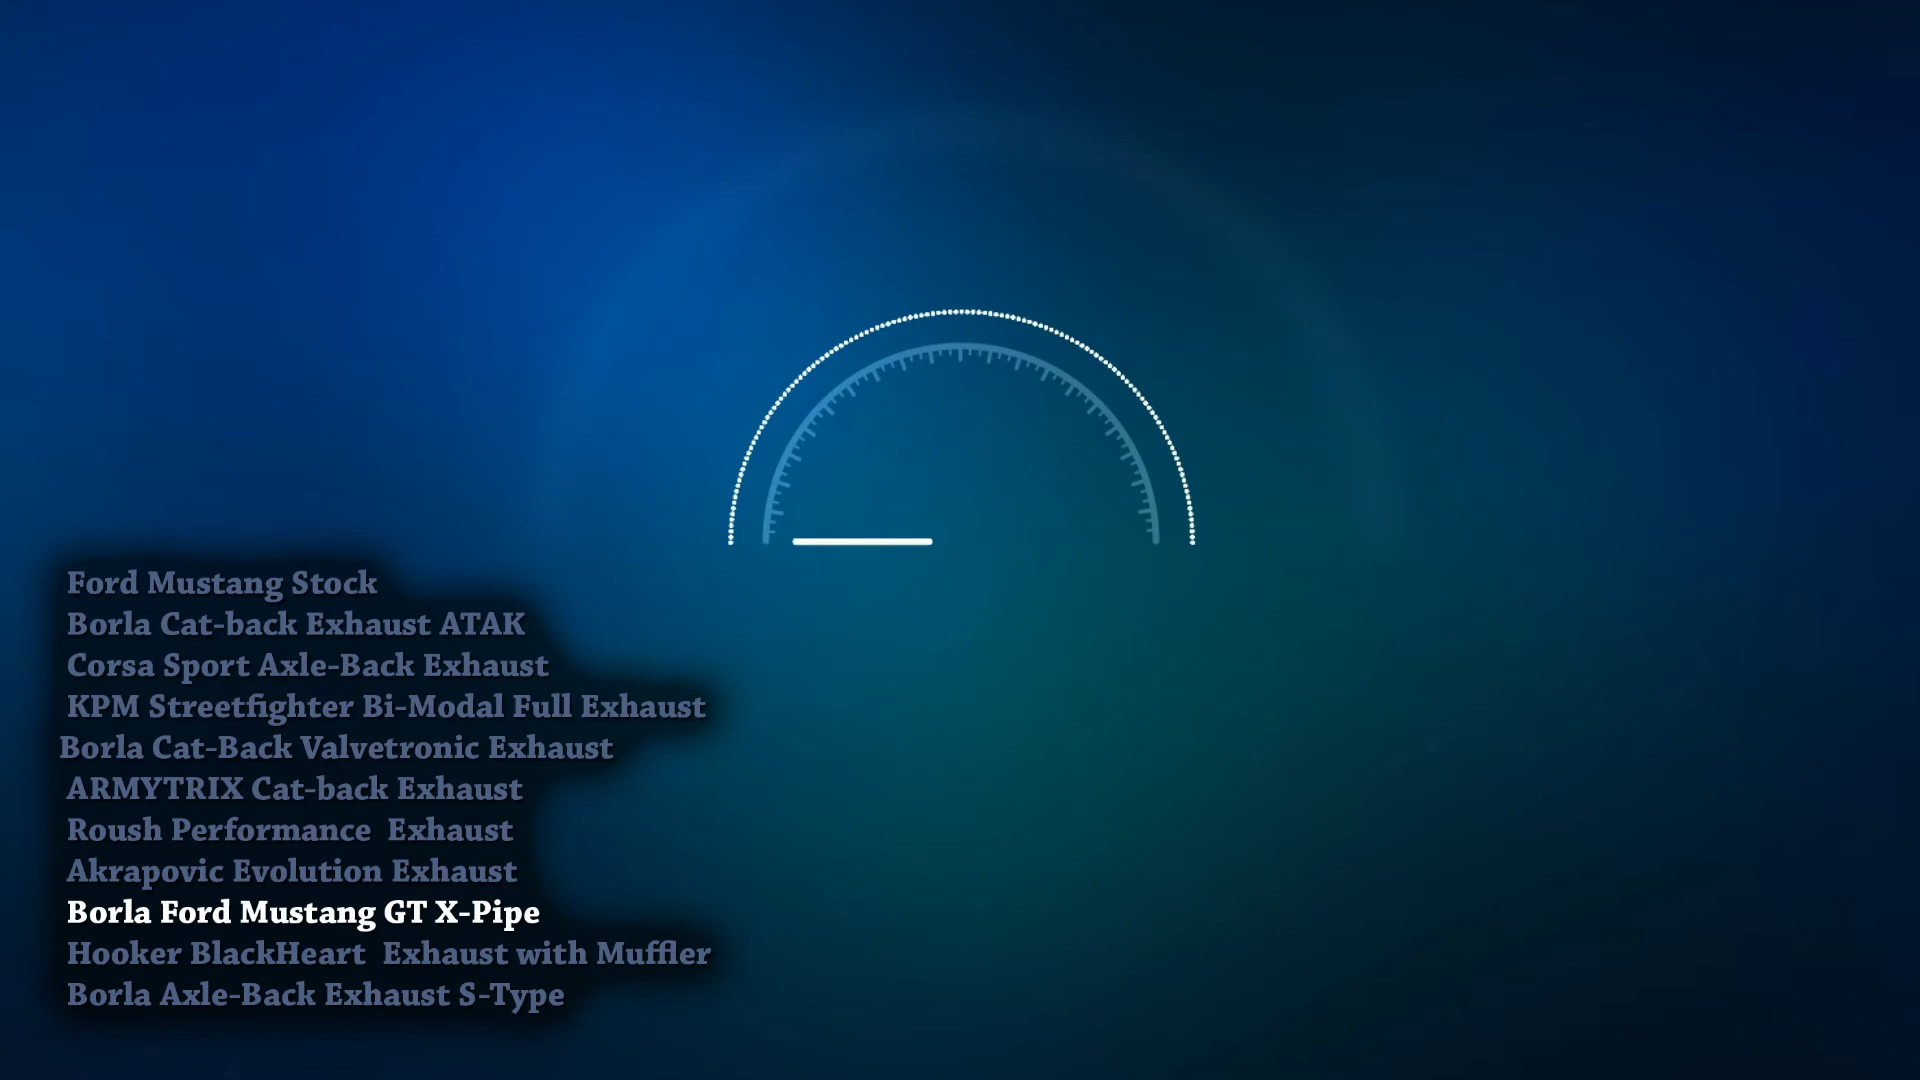 Ford Mustang Stock
Borla Cat-back Exhaust ATAK
Corsa Sport Axle-Back Exhaust
KPM Streetfighter Bi-Modal Full Exhaust
Borla Cat-Back Valvetronic Exhaust
ARMYTRIX Cat-back Exhaust
Roush Performance  Exhaust
Akrapovic Evolution Exhaust
Borla Ford Mustang GT X-Pipe
Hooker BlackHeart  Exhaust with Muffler
Borla Axle-Back Exhaust S-Type